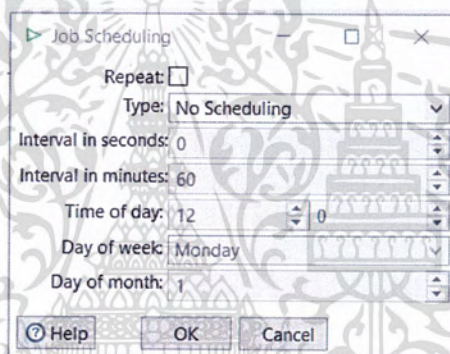 Job Scheduling
Repeat:
Type: No Scheduling
Interval in seconds: 0
Interval in minutes: 60
Time of day: 12 0
Day of week: Monday
Day of month: 1
Help OK Cancel